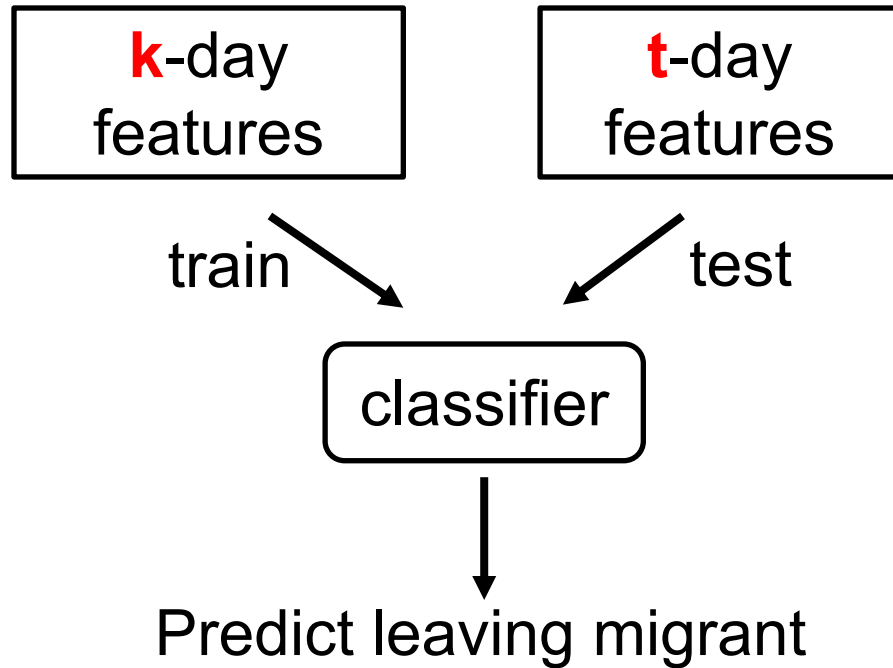 k-day
features
t-day
features
train
test
classifier
Predict leaving migrant